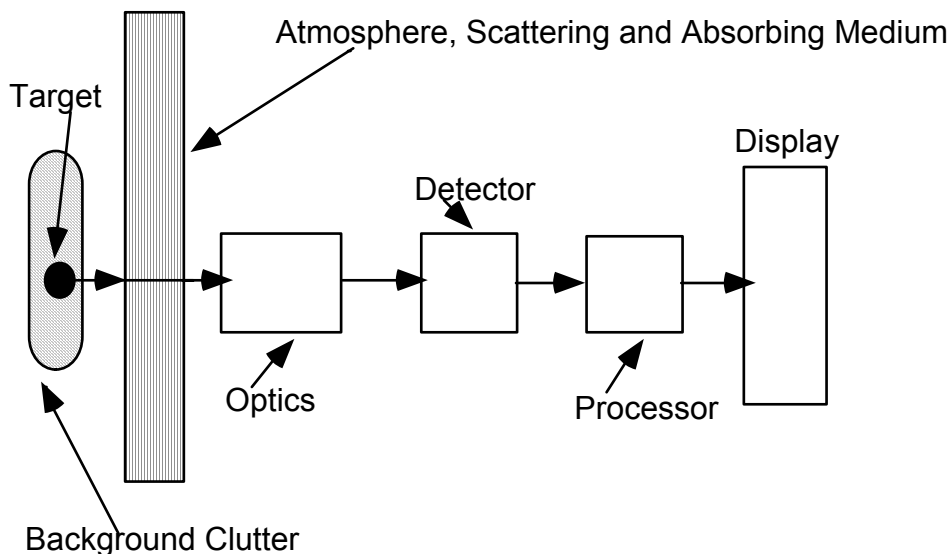 Atmosphere, Scattering and Absorbing Medium
Target
Display
Detector
Optics
Processor
Background Clutter